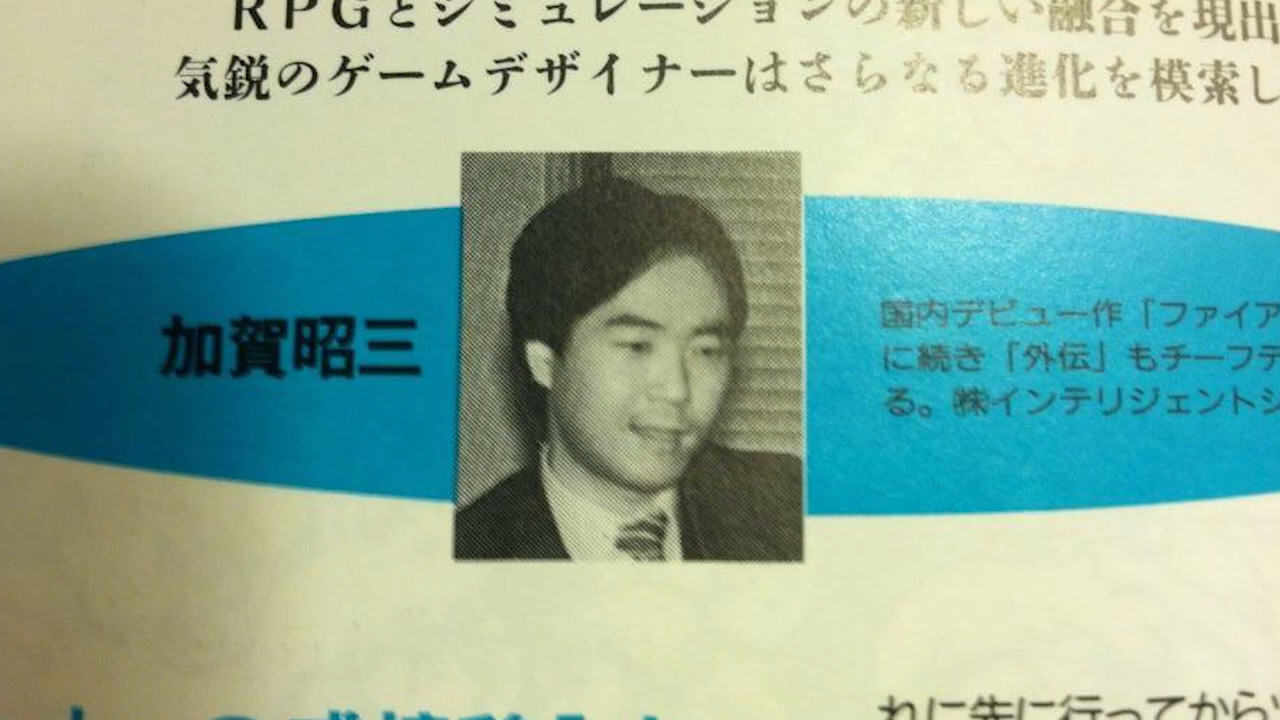 RPGとシミュレーションの新しい融合を現出
気鋭のゲームデザイナーはさらなる進化を模索し
加賀昭三
国内デビュー作「ファイア
に続き「外伝」もチーフデ
る。㈱インテリジェントシ
れに先に行ってから